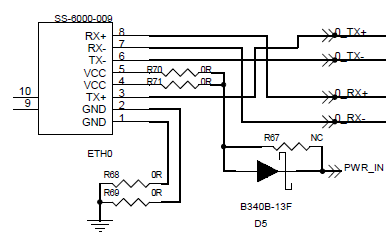 SS-6000-009
RX+ 8 0_TX+
RX- 7
TX- 6 0_TX-
VCC 5 R70 0R
VCC 4 R71 0R
10 TX+ 3 0_RX+
9 GND 2
GND 1 0_RX-
R67 NC
ETH0
PWR_IN
R68 0R
R69 0R
B340B-13F
D5